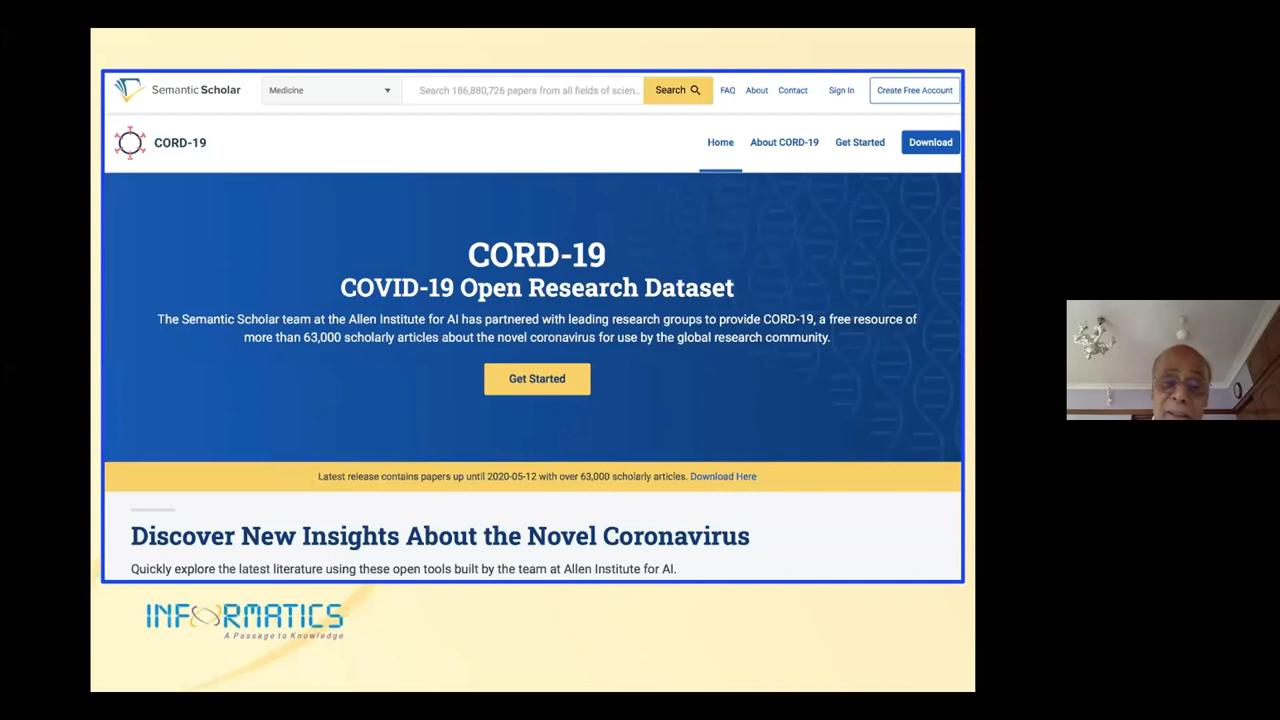 Semantic Scholar
Medicine
Search 186,880,726 papers from all fields of scien...
Search
FAQ
About
Contact
Sign In
Create Free Account
CORD-19
Home
About CORD-19
Get Started
Download
CORD-19
COVID-19 Open Research Dataset
The Semantic Scholar team at the Allen Institute for AI has partnered with leading research groups to provide CORD-19, a free resource of
more than 63,000 scholarly articles about the novel coronavirus for use by the global research community.
Get Started
Latest release contains papers up until 2020-05-12 with over 63,000 scholarly articles. Download Here
Discover New Insights About the Novel Coronavirus
Quickly explore the latest literature using these open tools built by the team at Allen Institute for AI.
INFORMATICS
A Passage to Knowledge